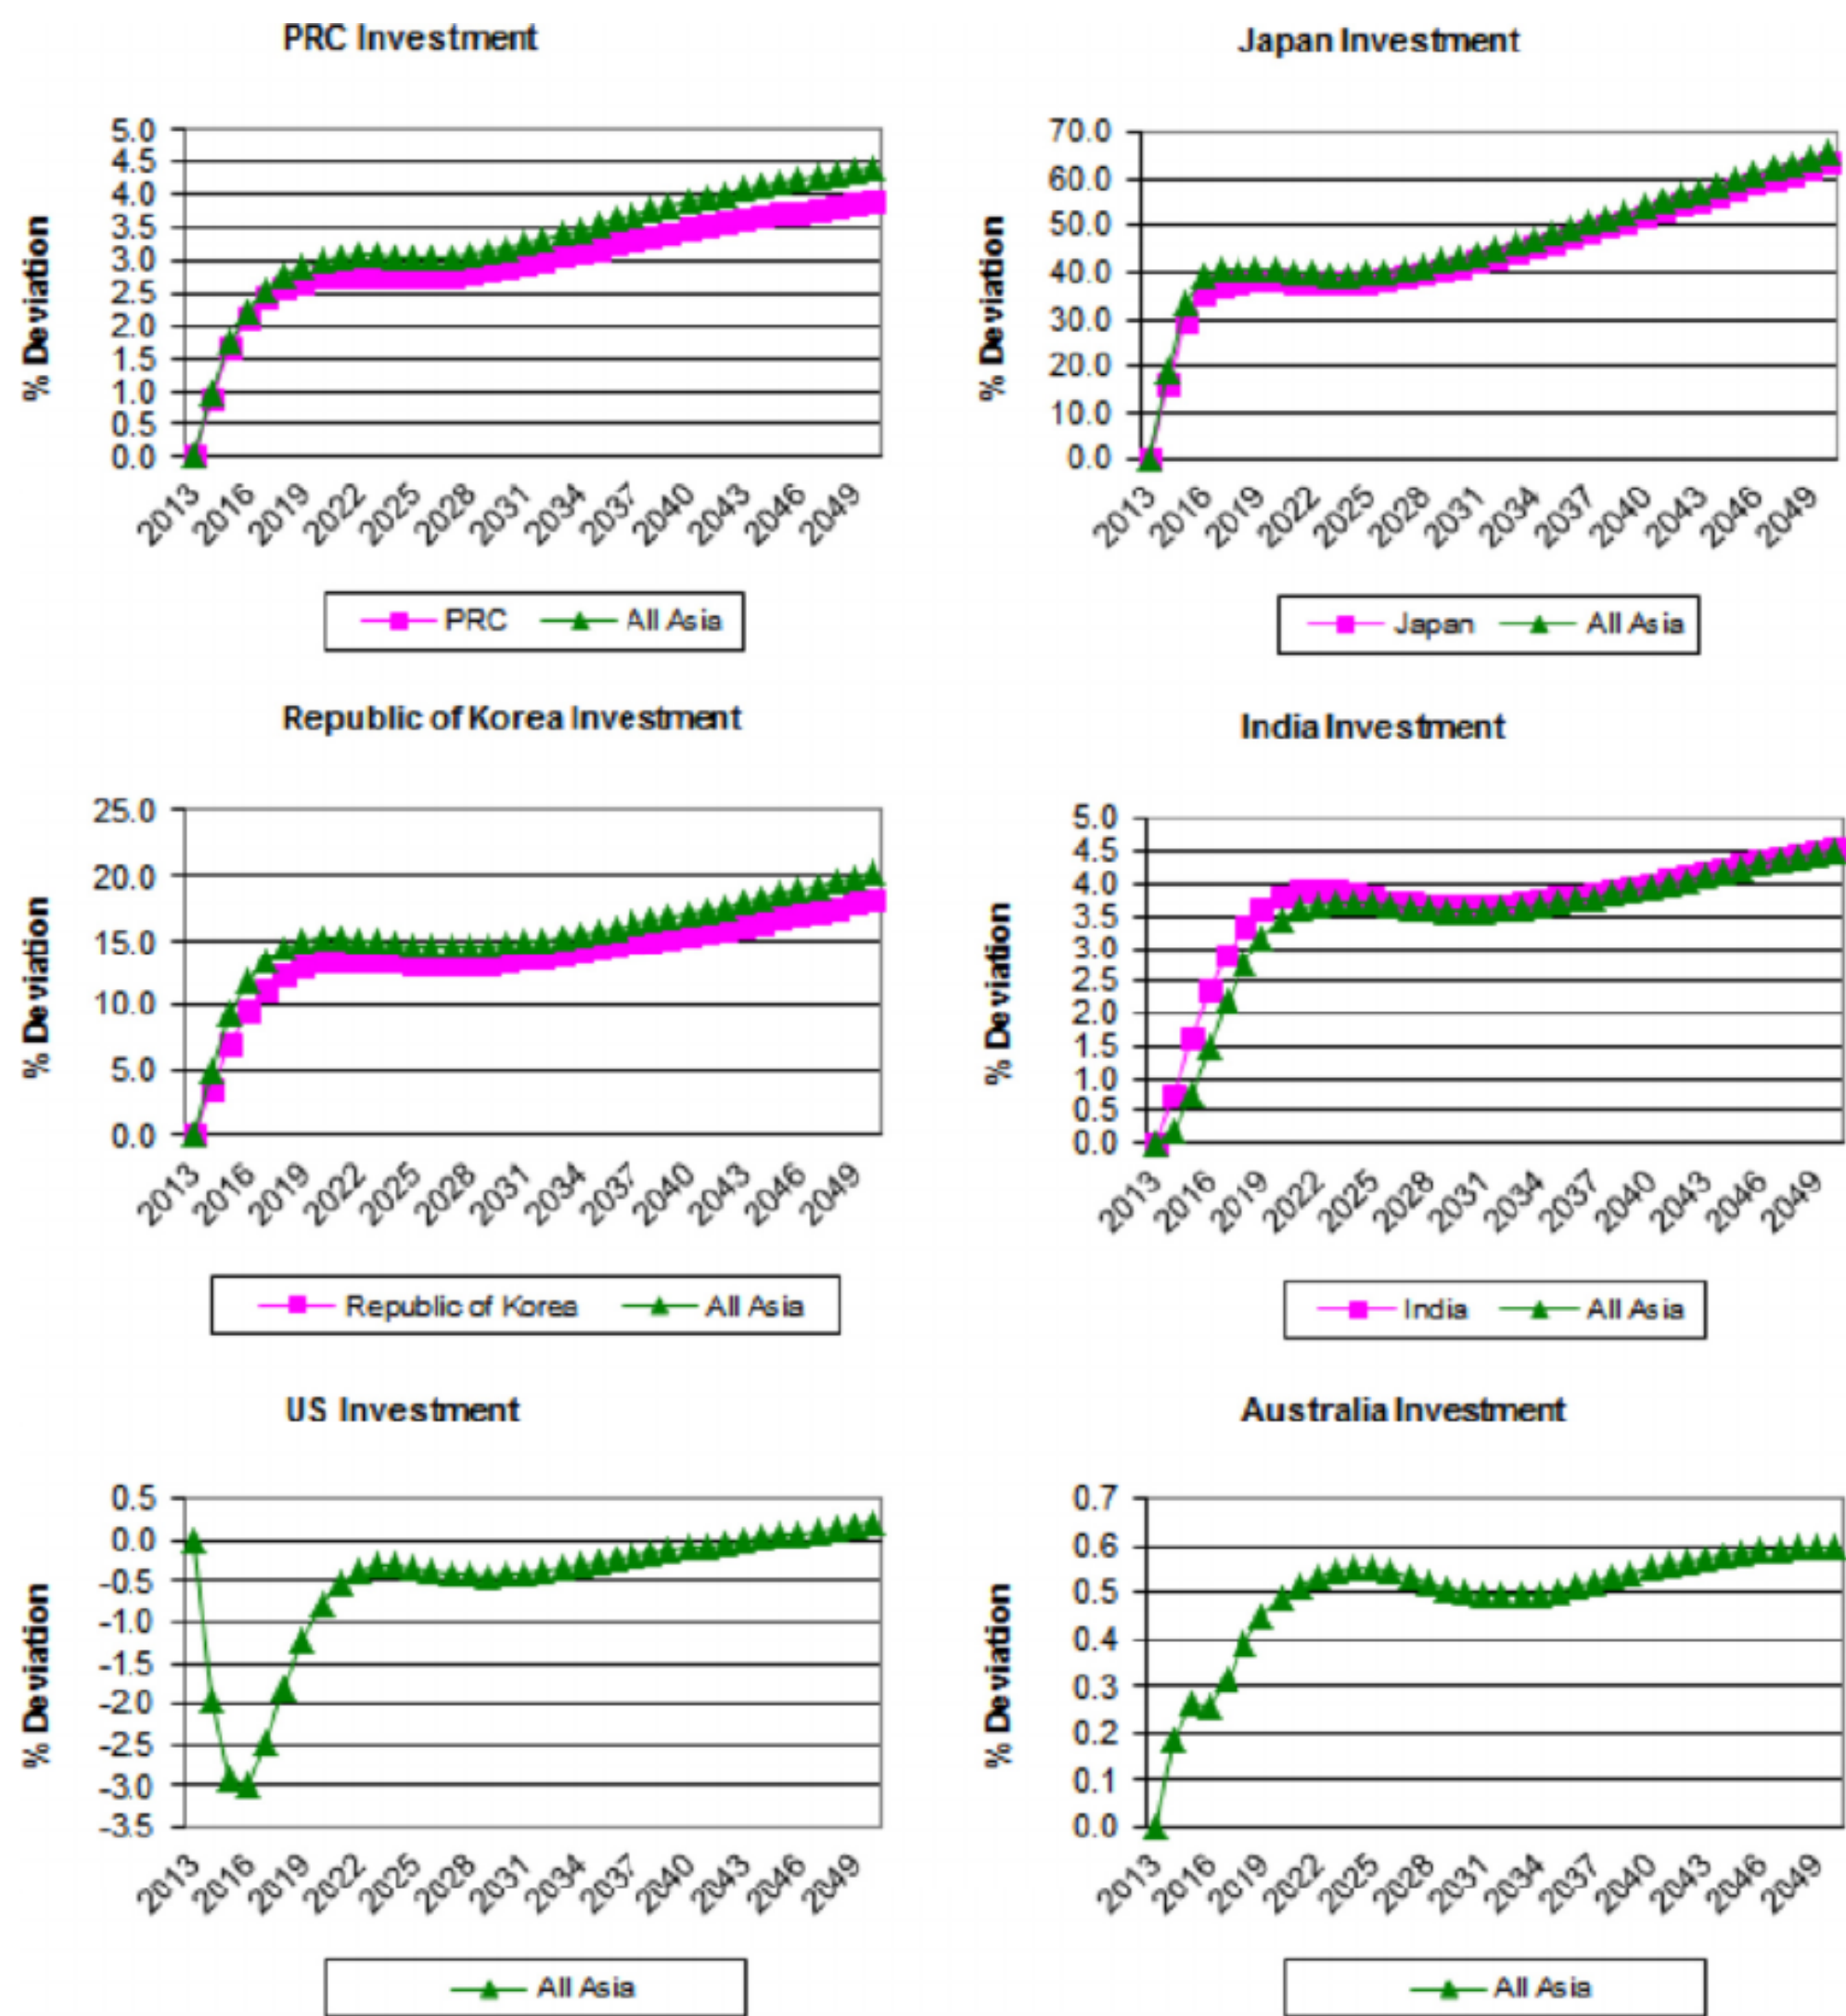 PRC Investment
% Deviation
5.0
4.5
4.0
3.5
3.0
2.5
2.0
1.5
1.0
0.5
0.0
2013 2016 2019 2022 2025 2028 2031 2034 2037 2040 2043 2046 2049
PRC All Asia
Japan Investment
% Deviation
70.0
60.0
50.0
40.0
30.0
20.0
10.0
0.0
2013 2016 2019 2022 2025 2028 2031 2034 2037 2040 2043 2046 2049
Japan All Asia
Republic of Korea Investment
% Deviation
25.0
20.0
15.0
10.0
5.0
0.0
2013 2016 2019 2022 2025 2028 2031 2034 2037 2040 2043 2046 2049
Republic of Korea All Asia
India Investment
% Deviation
5.0
4.5
4.0
3.5
3.0
2.5
2.0
1.5
1.0
0.5
0.0
2013 2016 2019 2022 2025 2028 2031 2034 2037 2040 2043 2046 2049
India All Asia
US Investment
% Deviation
0.5
0.0
-0.5
-1.0
-1.5
-2.0
-2.5
-3.0
-3.5
2013 2016 2019 2022 2025 2028 2031 2034 2037 2040 2043 2046 2049
All Asia
Australia Investment
% Deviation
0.7
0.6
0.5
0.4
0.3
0.2
0.1
0.0
2013 2016 2019 2022 2025 2028 2031 2034 2037 2040 2043 2046 2049
All Asia